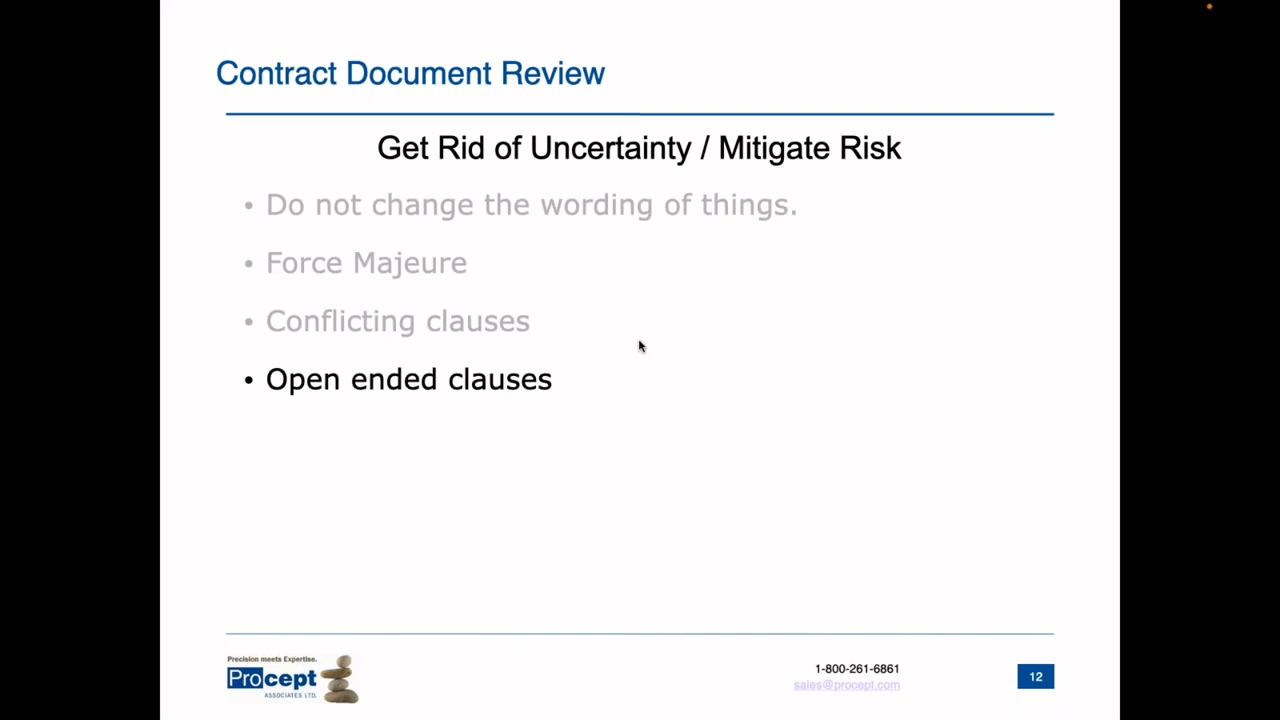 Contract Document Review
Get Rid of Uncertainty / Mitigate Risk
• Do not change the wording of things.
• Force Majeure
• Conflicting clauses
• Open ended clauses
Precision meets Expertise.
Procept
ASSOCIATES LTD.
1-800-261-6861
sales@procept.com
12